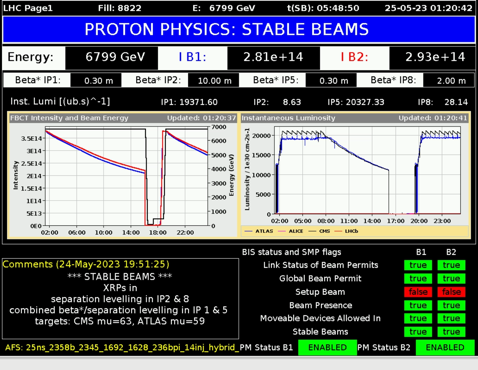 LHC Page1 Fill: 8822 E: 6799 GeV t(SB): 05:48:50 25-05-23 01:20:42
PROTON PHYSICS: STABLE BEAMS
Energy: 6799 GeV I B1: 2.81e+14 I B2: 2.93e+14
Beta* IP1: 0.30 m Beta* IP2: 10.00 m Beta* IP5: 0.30 m Beta* IP8: 2.00 m
Inst. Lumi [(ub.s)^-1] IP1: 19371.60 IP2: 8.63 IP5: 20327.33 IP8: 28.14
FBCT Intensity and Beam Energy Updated: 01:20:37
Instantaneous Luminosity Updated: 01:20:41
Intensity
3.5E14
3E14
2.5E14
2E14
1.5E14
1E14
5E13
0E0
7000
6000
5000
4000
3000
2000
1000
0
Energy (GeV)
02:00 06:00 10:00 14:00 18:00
Luminosity / 1e30 cm-2s-1
20000
15000
10000
5000
0
02:00 05:00 08:00 11:00 14:00 17:00 20:00 23:00
ATLAS ALICE CMS LHCb
Comments (24-May-2023 19:51:25)
*** STABLE BEAMS ***
XRPs in
separation levelling in IP2 & 8
combined beta*/separation levelling in IP 1 & 5
targets: CMS mu=63, ATLAS mu=59
BIS status and SMP flags B1 B2
Link Status of Beam Permits true true
Global Beam Permit true true
Setup Beam false false
Beam Presence true true
Moveable Devices Allowed In true true
Stable Beams true true
AFS: 25ns_2358b_2345_1692_1628_236bpi_14inj_hybrid_ PM Status B1 ENABLED PM Status B2 ENABLED